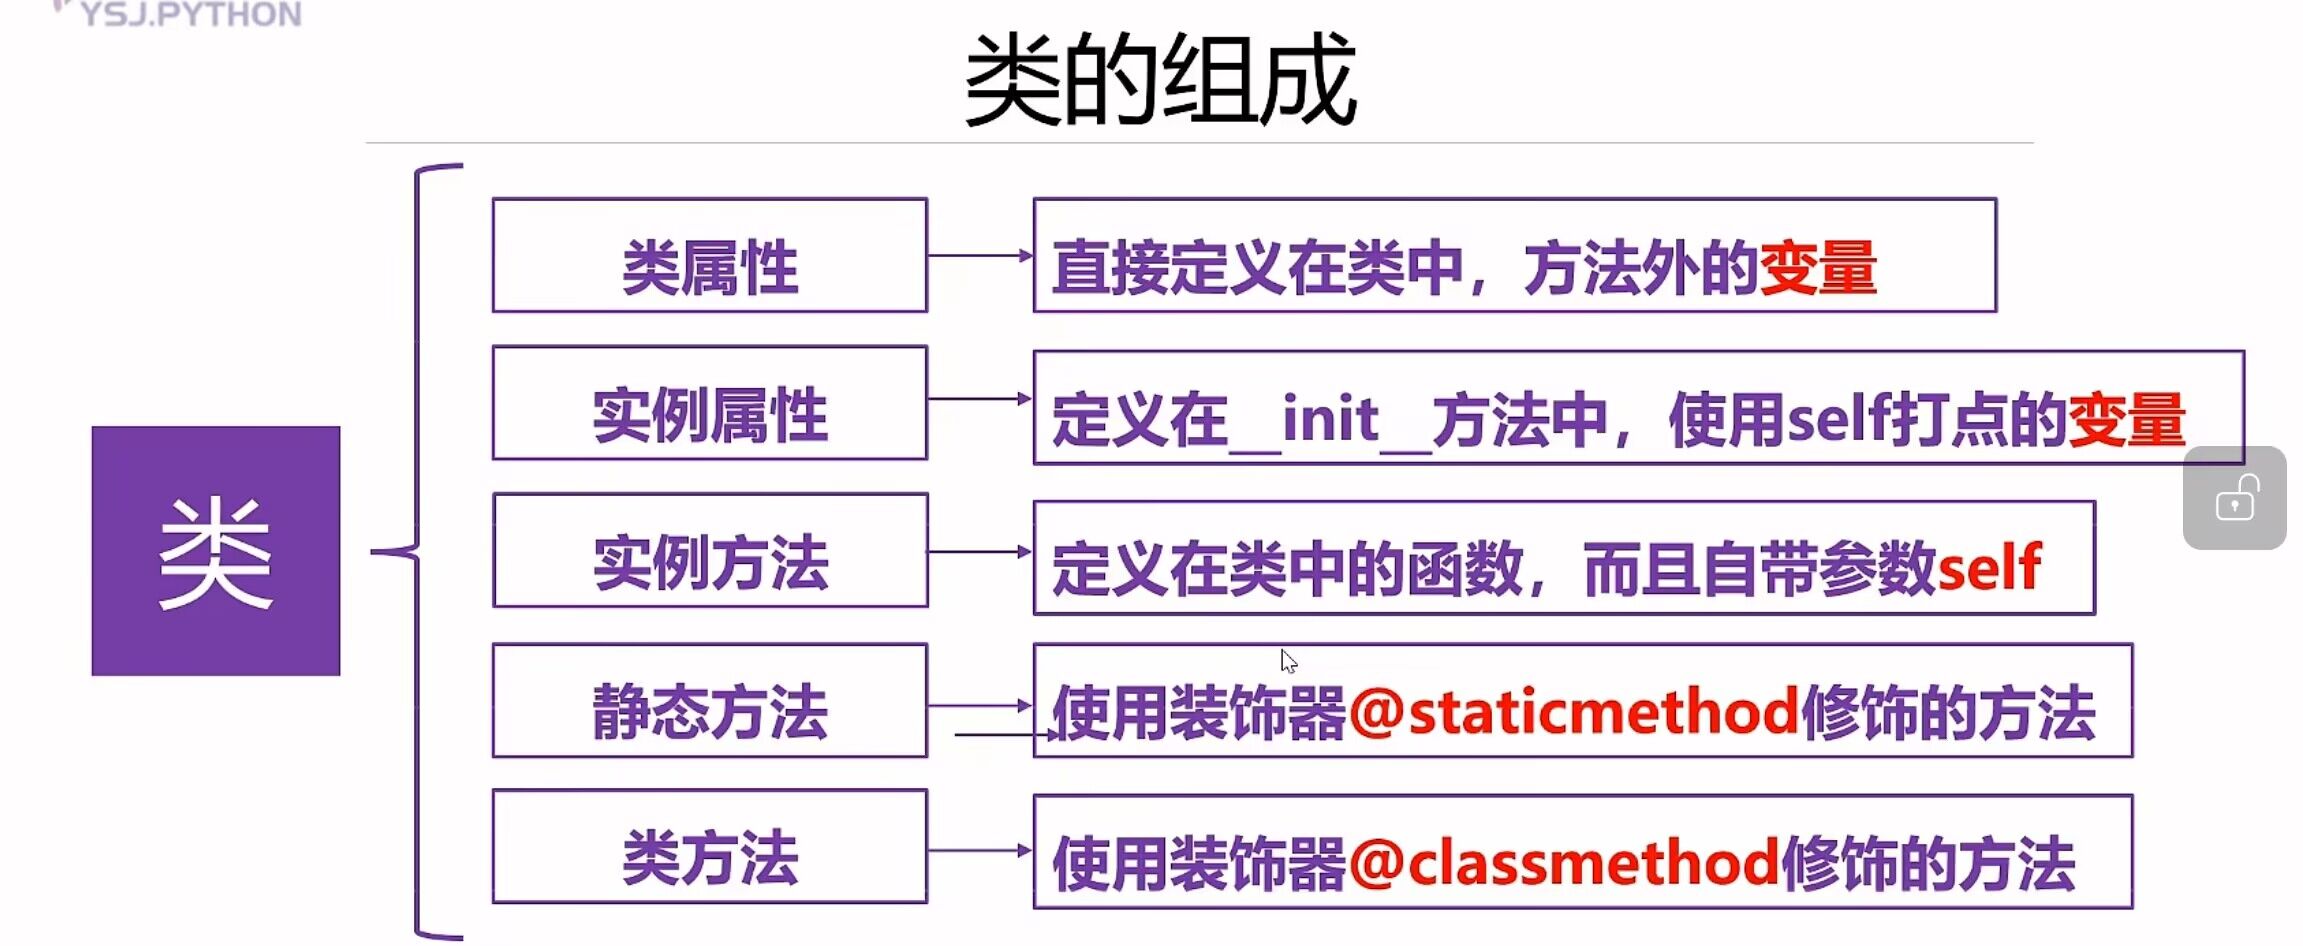 YSJ.PYTHON
类的组成
类
类属性
直接定义在类中，方法外的变量
实例属性
定义在__init__方法中，使用self打点的变量
实例方法
定义在类中的函数，而且自带参数self
静态方法
使用装饰器@staticmethod修饰的方法
类方法
使用装饰器@classmethod修饰的方法